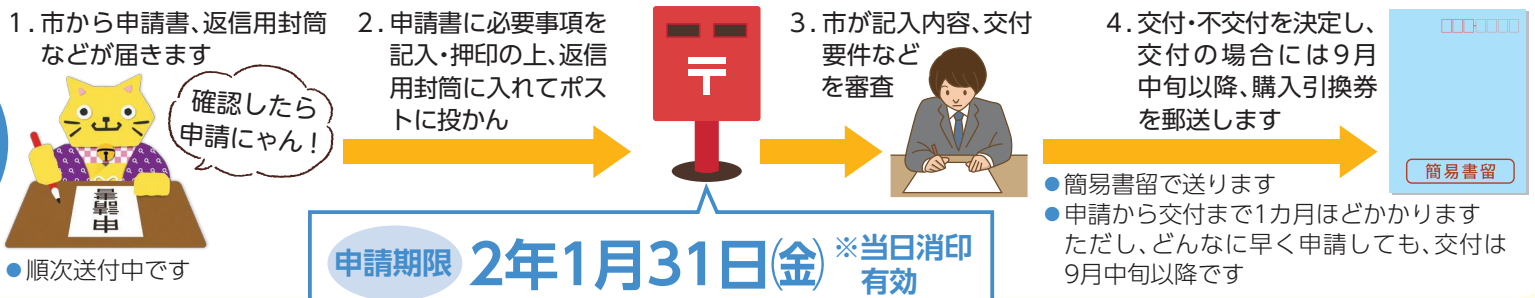 1．市から申請書、返信用封筒
などが届きます
確認したら
申請にゃん！
申請書
●順次送付中です
2．申請書に必要事項を
記入・押印の上、返信
用封筒に入れてポス
トに投かん
〒
申請期限 2年1月31日㈮ ※当日消印
有効
3．市が記入内容、交付
要件など
を審査
4．交付・不交付を決定し、
交付の場合には9月
中旬以降、購入引換券
を郵送します
簡易書留
●簡易書留で送ります
●申請から交付まで1カ月ほどかかります
ただし、どんなに早く申請しても、交付は
9月中旬以降です